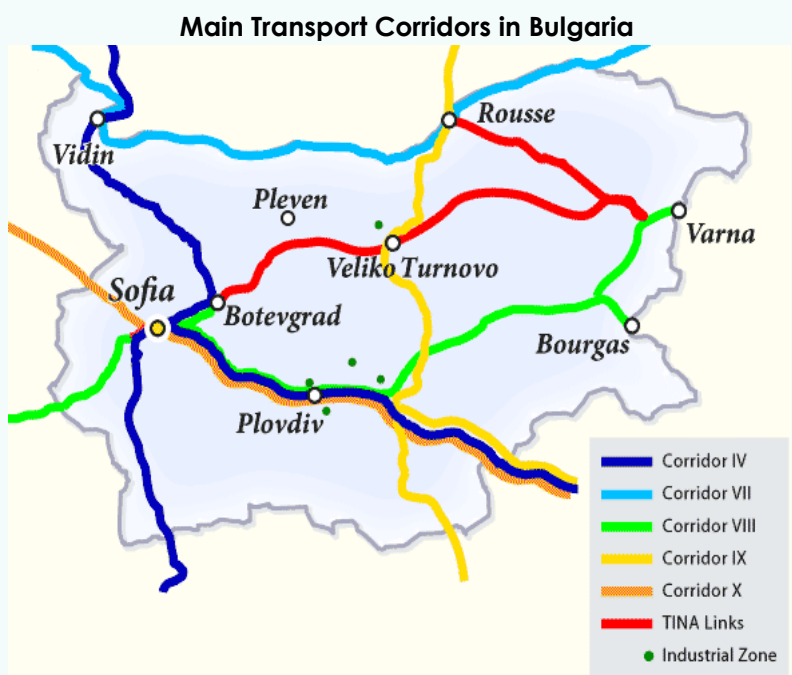 Main Transport Corridors in Bulgaria
Rousse
Vidin
Pleven
Varna
Veliko Turnovo
Sofia
Botevgrad
Bourgas
Plovdiv
Corridor IV
Corridor VII
Corridor VIII
Corridor IX
Corridor X
TINA Links
Industrial Zone